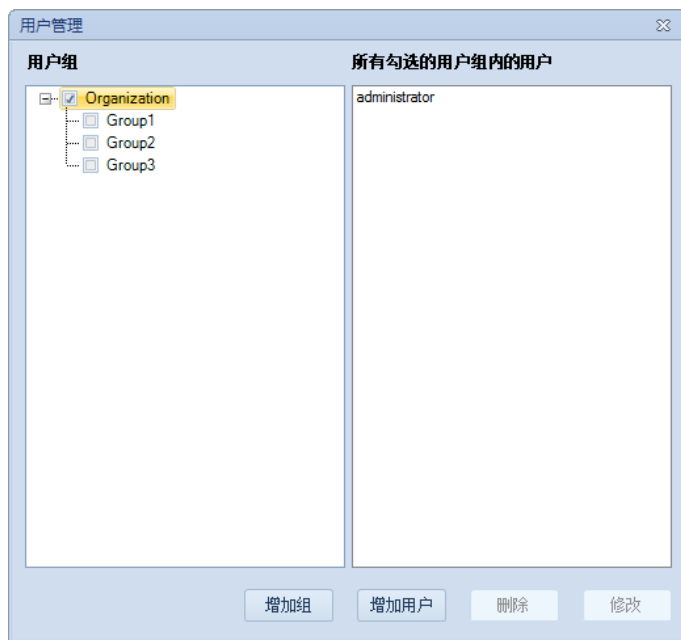 用户管理
用户组
所有勾选的用户组内的用户
Organization
Group1
Group2
Group3
administrator
增加组
增加用户
删除
修改